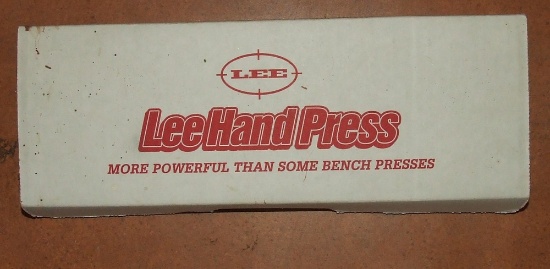 LEE
Lee Hand Press
MORE POWERFUL THAN SOME BENCH PRESSES